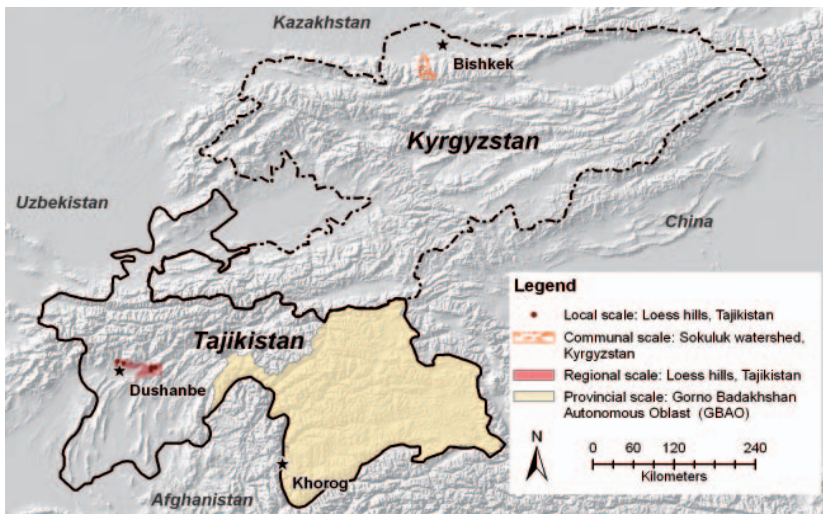 Kazakhstan
Bishkek
Kyrgyzstan
Uzbekistan
China
Tajikistan
Dushanbe
Khorog
Afghanistan
Legend
Local scale: Loess hills, Tajikistan
Communal scale: Sokuluk watershed,
Kyrgyzstan
Regional scale: Loess hills, Tajikistan
Provincial scale: Gorno Badakhshan
Autonomous Oblast (GBAO)
N
0 60 120 240
Kilometers